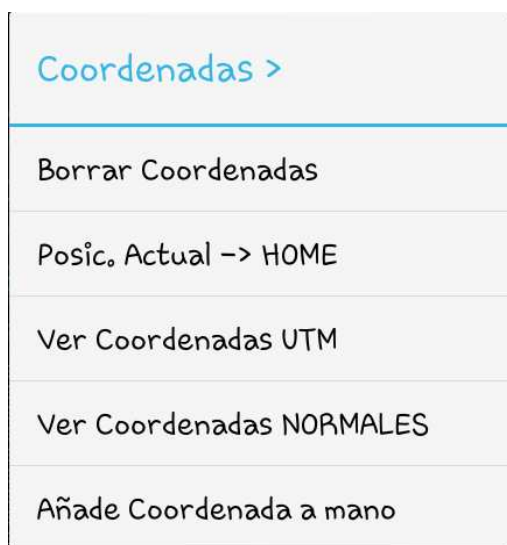 Coordenadas >
Borrar Coordenadas
Posic. Actual -> HOME
Ver Coordenadas UTM
Ver Coordenadas NORMALES
Añade Coordenada a mano